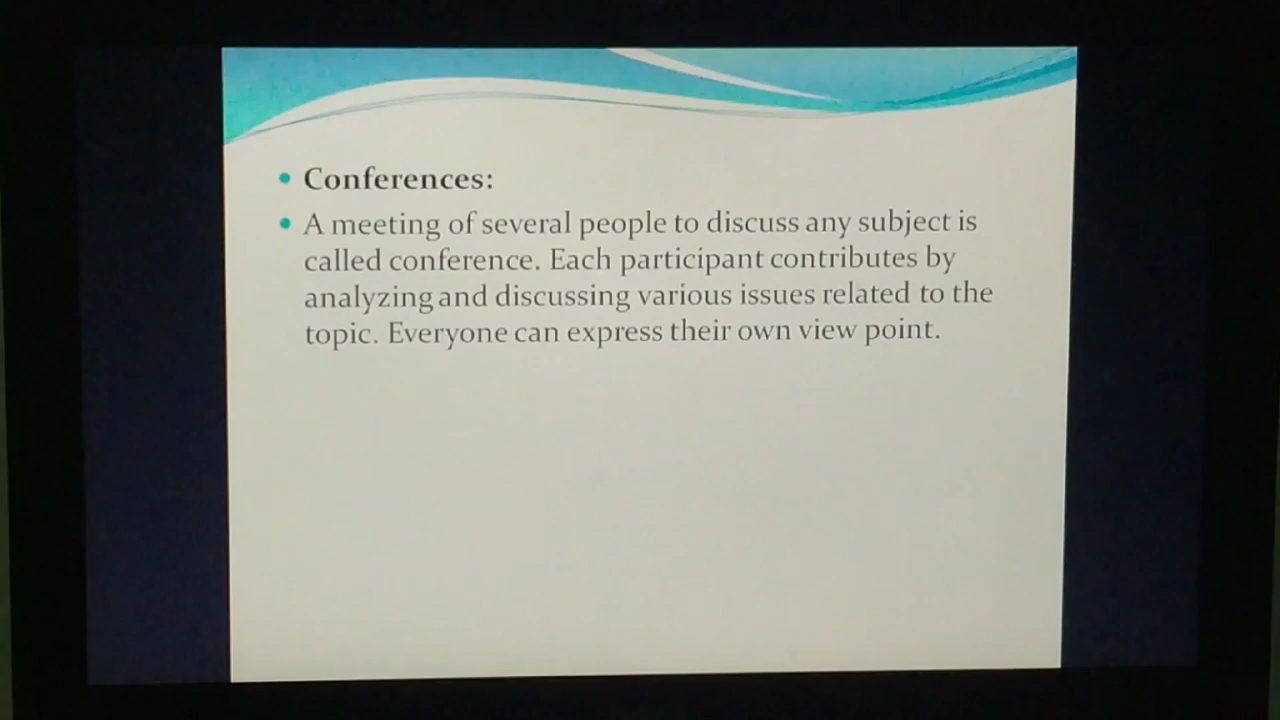 • Conferences:
• A meeting of several people to discuss any subject is
called conference. Each participant contributes by
analyzing and discussing various issues related to the
topic. Everyone can express their own view point.